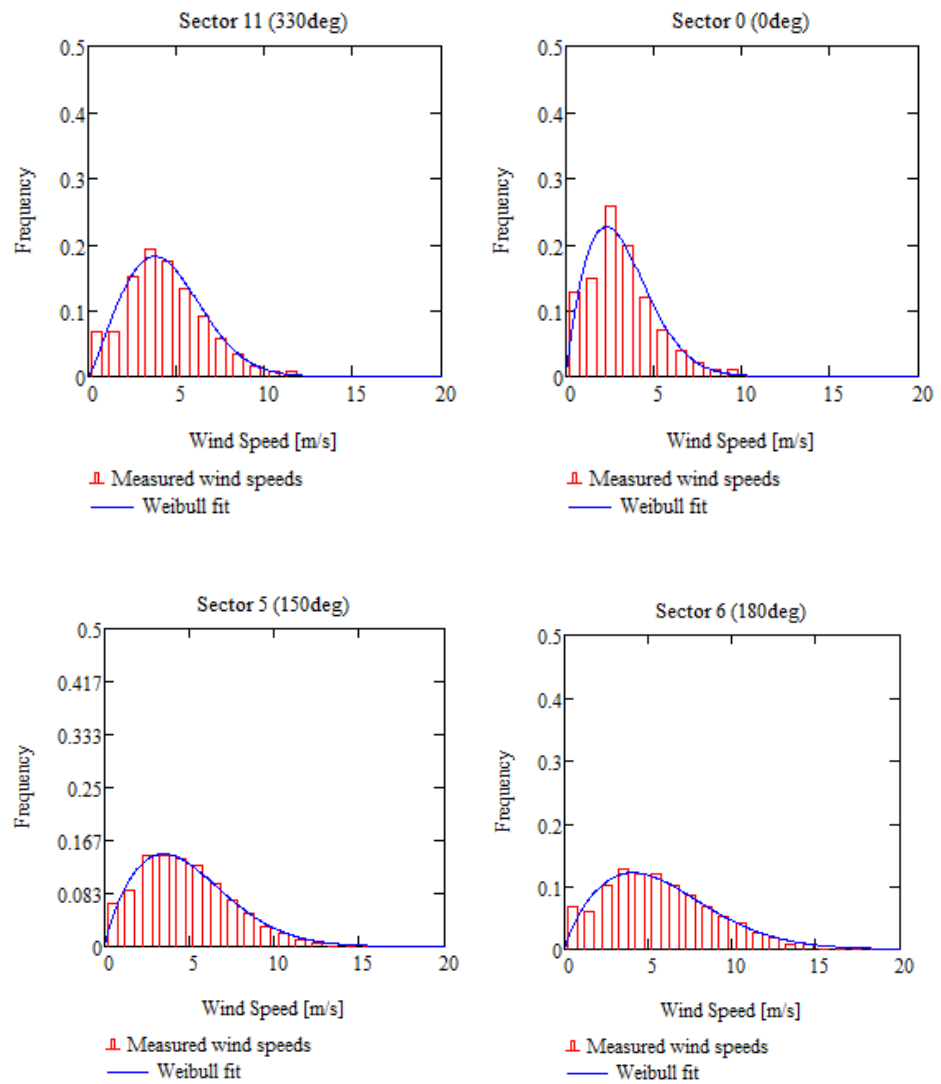 Sector 11 (330deg)
0.5
0.4
0.3
0.2
0.1
0
Frequency
0 5 10 15 20
Wind Speed [m/s]
Measured wind speeds
Weibull fit
Sector 0 (0deg)
0.5
0.4
0.3
0.2
0.1
0
Frequency
0 5 10 15 20
Wind Speed [m/s]
Measured wind speeds
Weibull fit
Sector 5 (150deg)
0.5
0.417
0.333
0.25
0.167
0.083
0
Frequency
0 5 10 15 20
Wind Speed [m/s]
Measured wind speeds
Weibull fit
Sector 6 (180deg)
0.5
0.4
0.3
0.2
0.1
0
Frequency
0 5 10 15 20
Wind Speed [m/s]
Measured wind speeds
Weibull fit